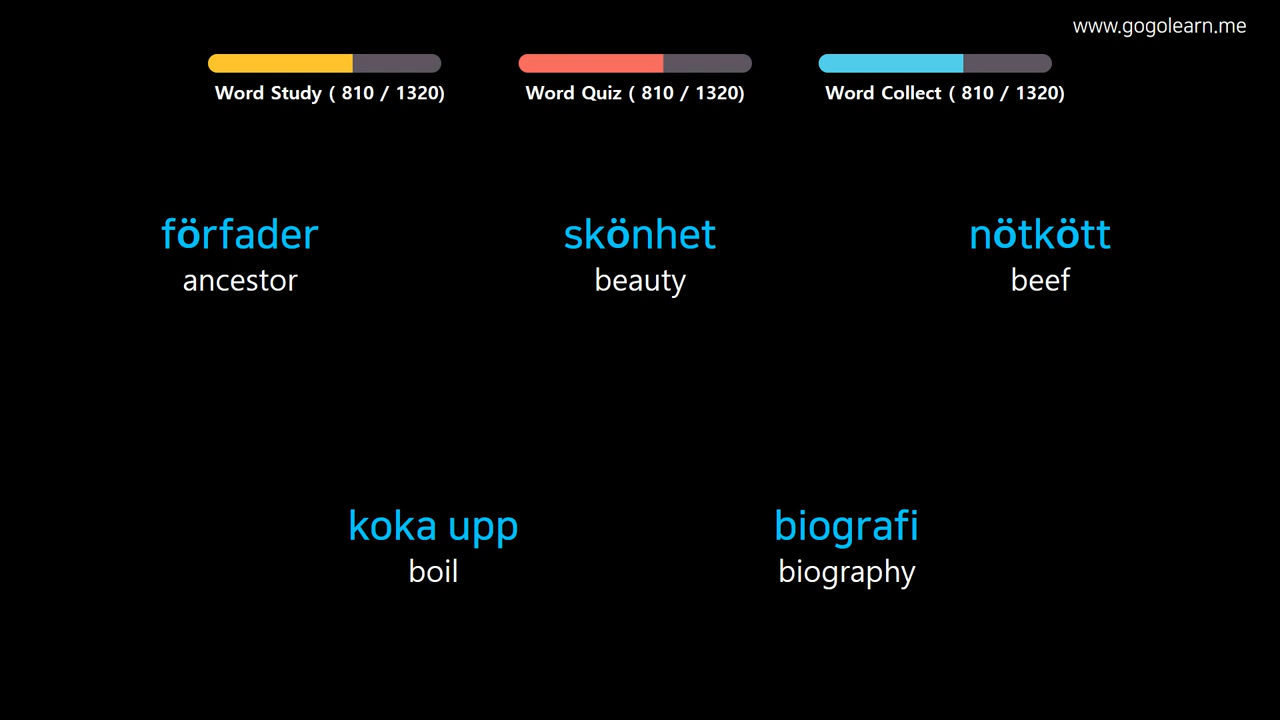 www.gogolearn.me
Word Study ( 810 / 1320)
Word Quiz ( 810 / 1320)
Word Collect ( 810 / 1320)
förfader
ancestor
skönhet
beauty
nötkött
beef
koka upp
boil
biografi
biography